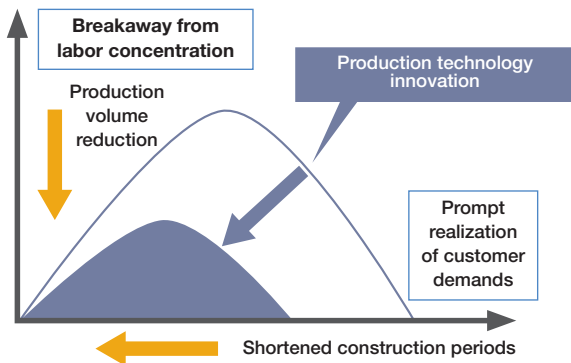 Breakaway from
labor concentration
Production technology
innovation
Production
volume
reduction
Prompt
realization
of customer
demands
Shortened construction periods